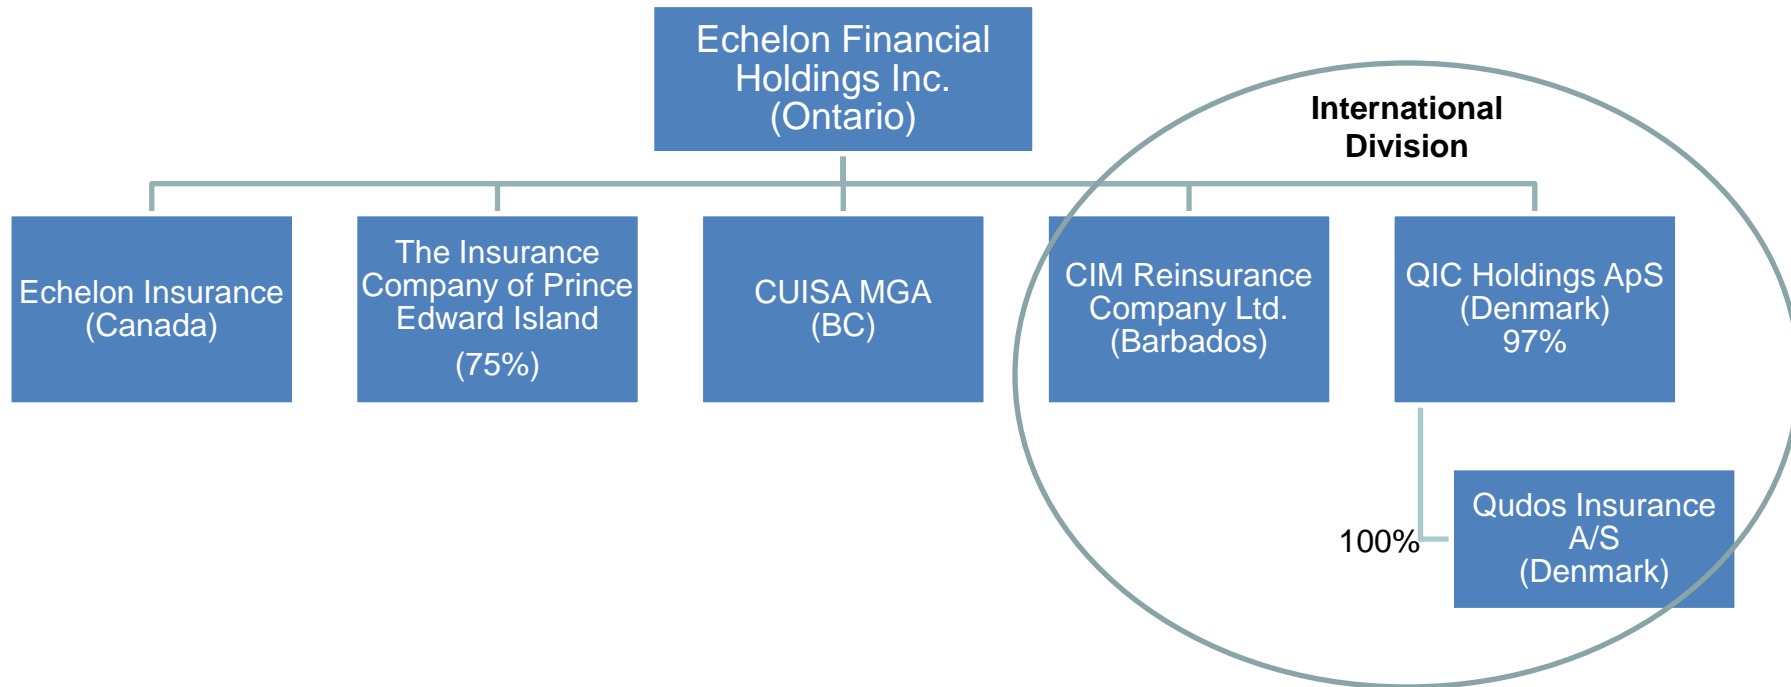 Echelon Financial
Holdings Inc.
(Ontario)
International
Division
Echelon Insurance
(Canada)
The Insurance
Company of Prince
Edward Island
(75%)
CUISA MGA
(BC)
CIM Reinsurance
Company Ltd.
(Barbados)
QIC Holdings ApS
(Denmark)
97%
100%
Qudos Insurance
A/S
(Denmark)